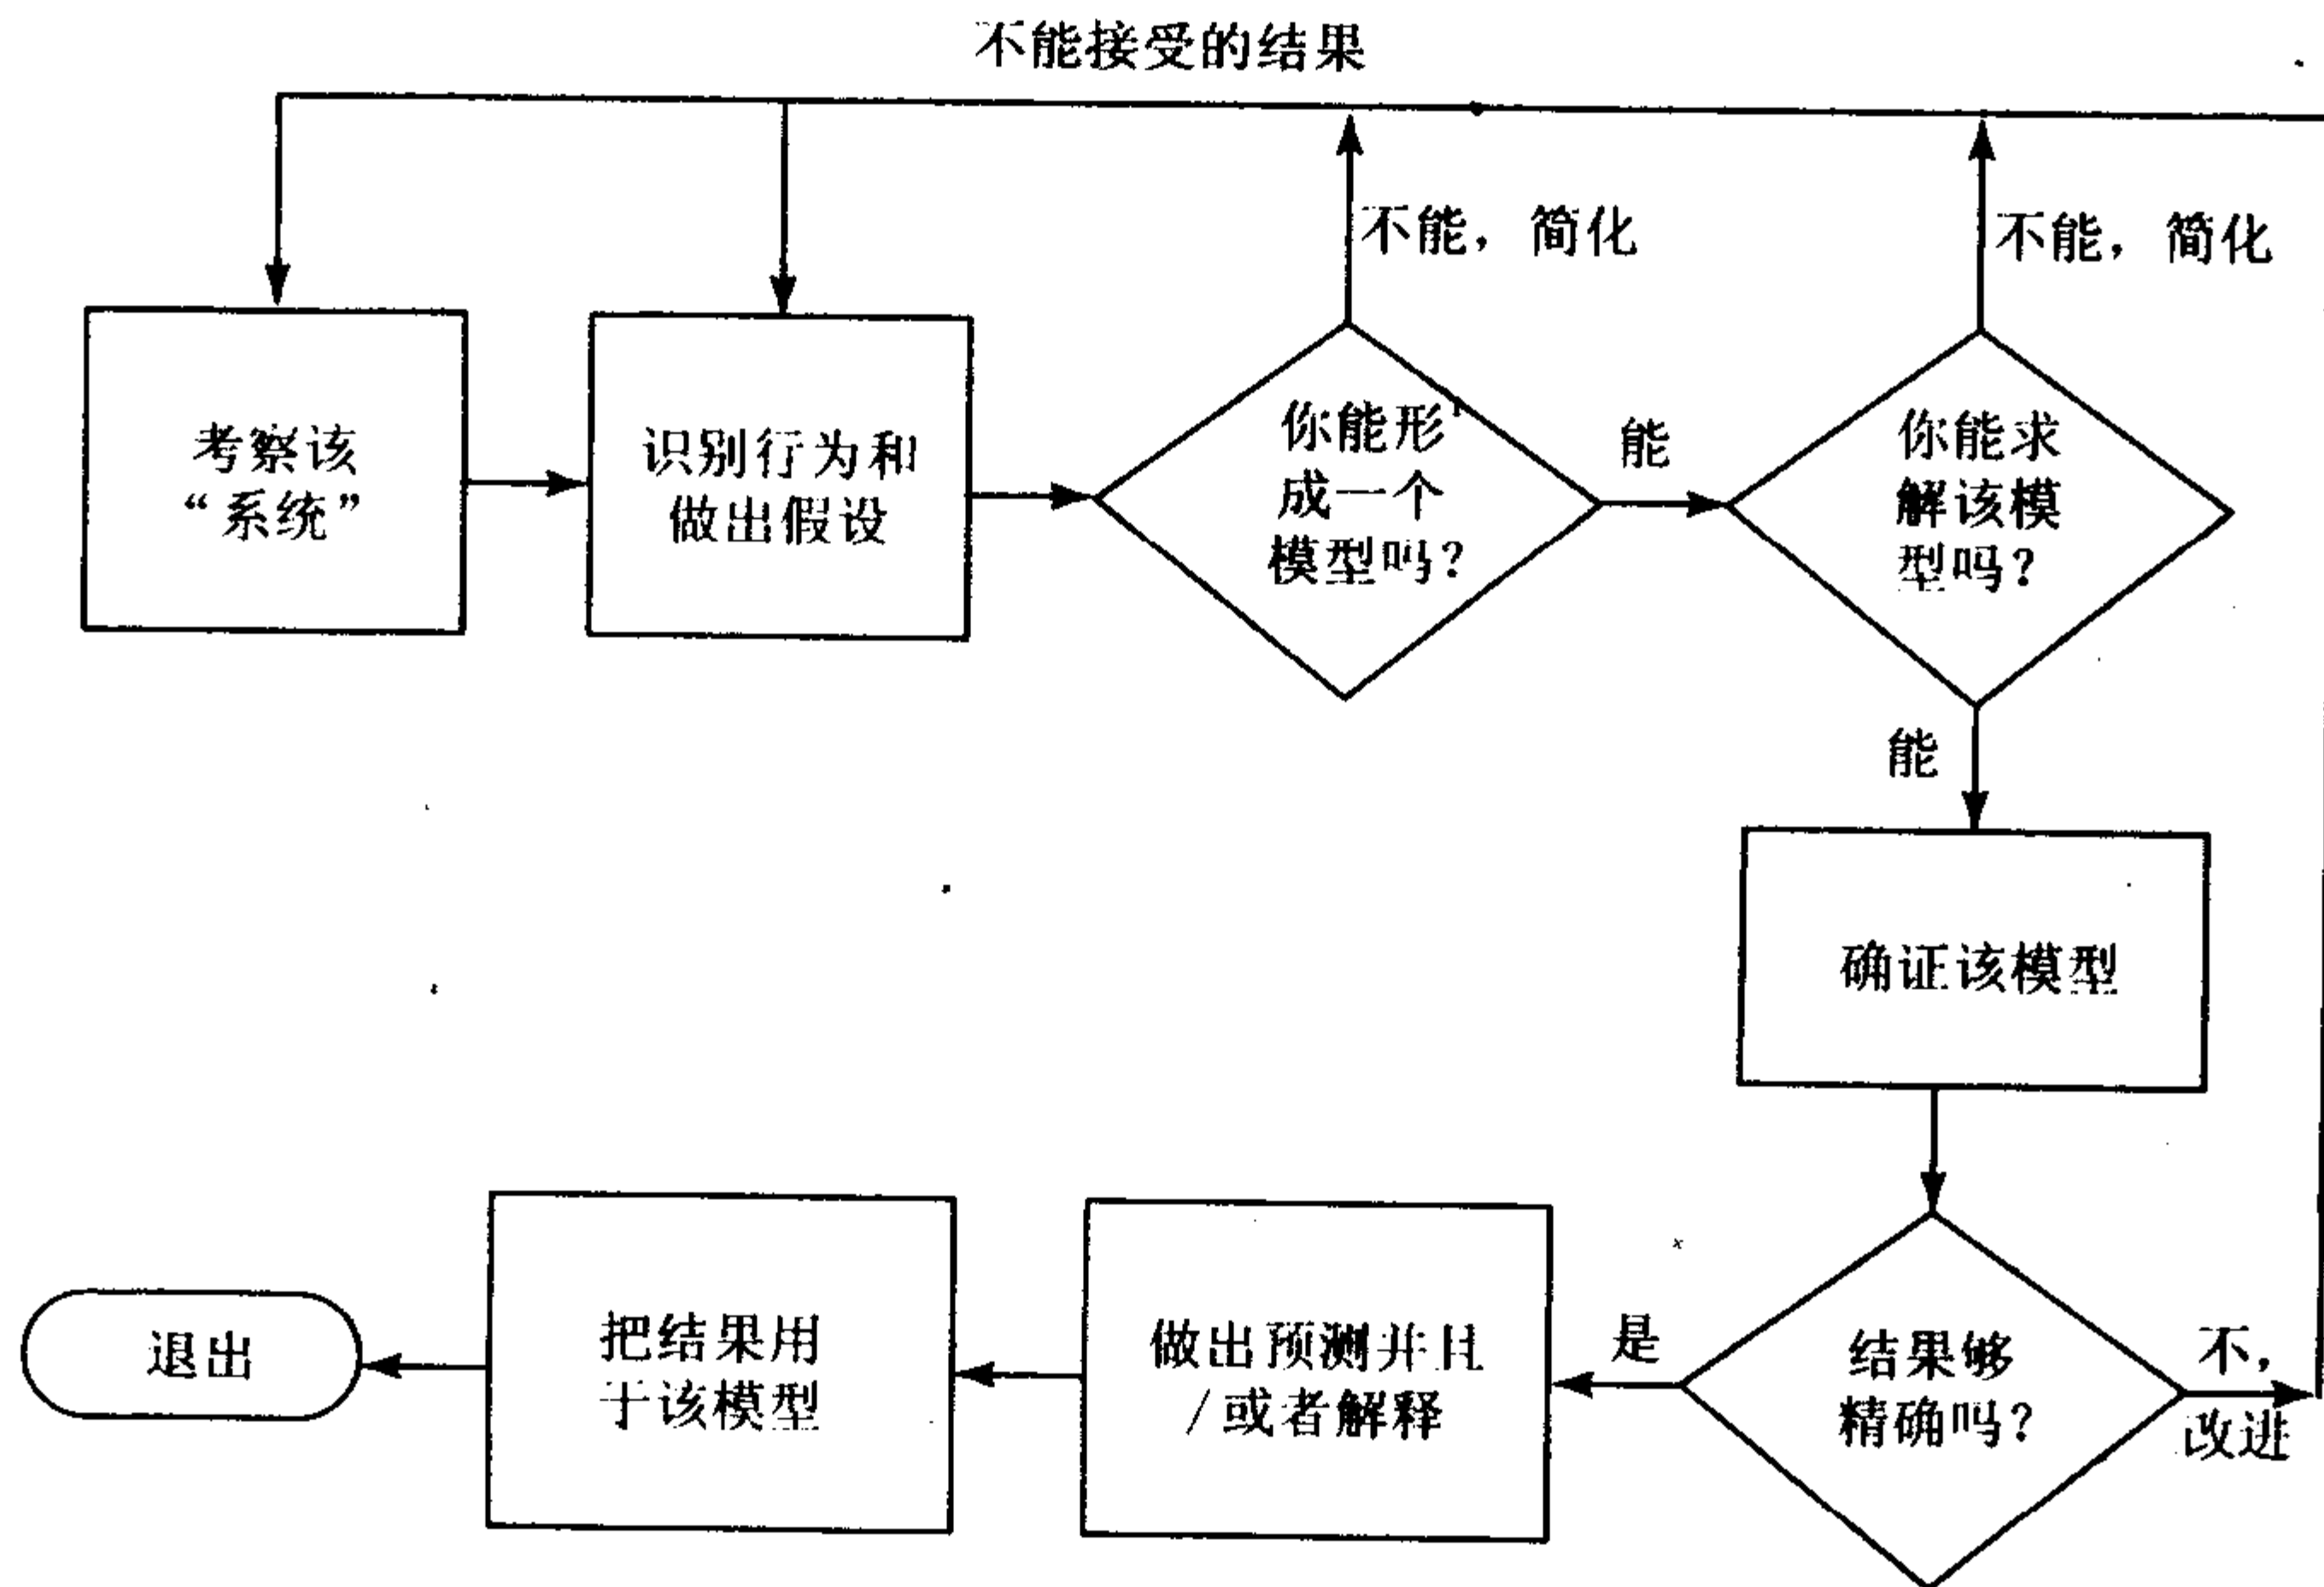 不能接受的结果
不能，简化
不能，简化
考察该
“系统”
识别行为和
做出假设
你能形
成一个
模型吗？
能
你能求
解该模
型吗？
能
确证该模型
结果够
精确吗？
不，
改进
是
做出预测并且
/或者解释
把结果用
于该模型
退出